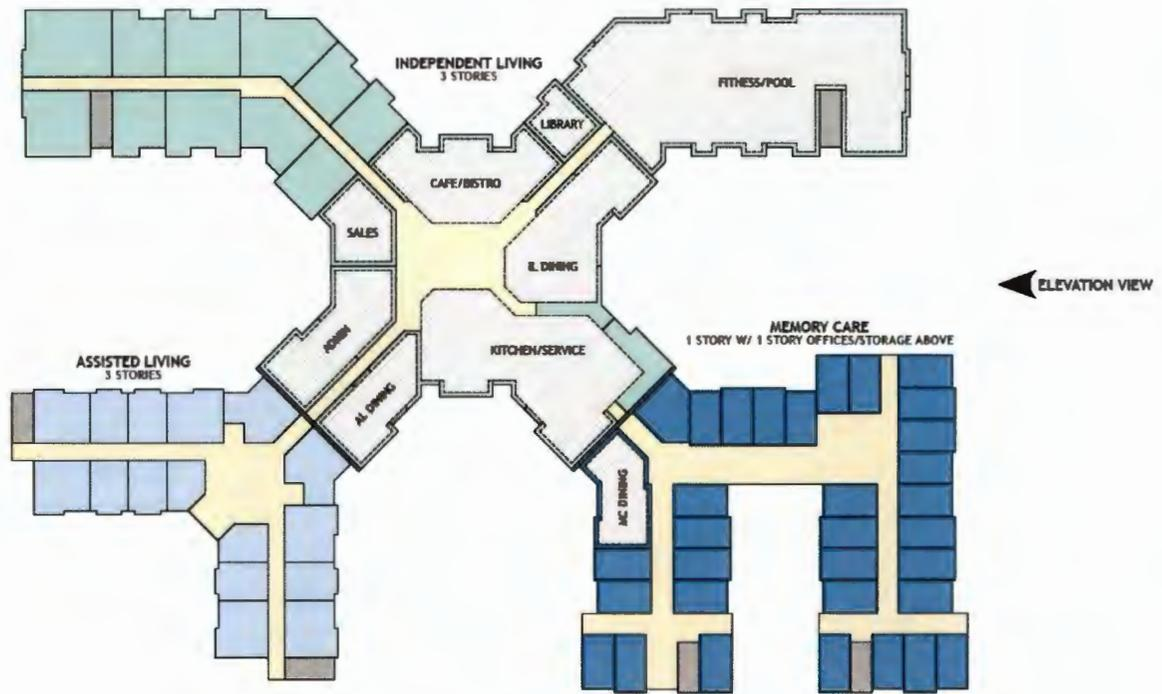 INDEPENDENT LIVING
3 STORIES
FITNESS/POOL
LIBRARY
CAFE/BISTRO
SALES
IL DINING
ELEVATION VIEW
ADMIN
KITCHEN/SERVICE
MEMORY CARE
1 STORY W/ 1 STORY OFFICES/STORAGE ABOVE
ASSISTED LIVING
3 STORIES
AL DINING
MC DINING